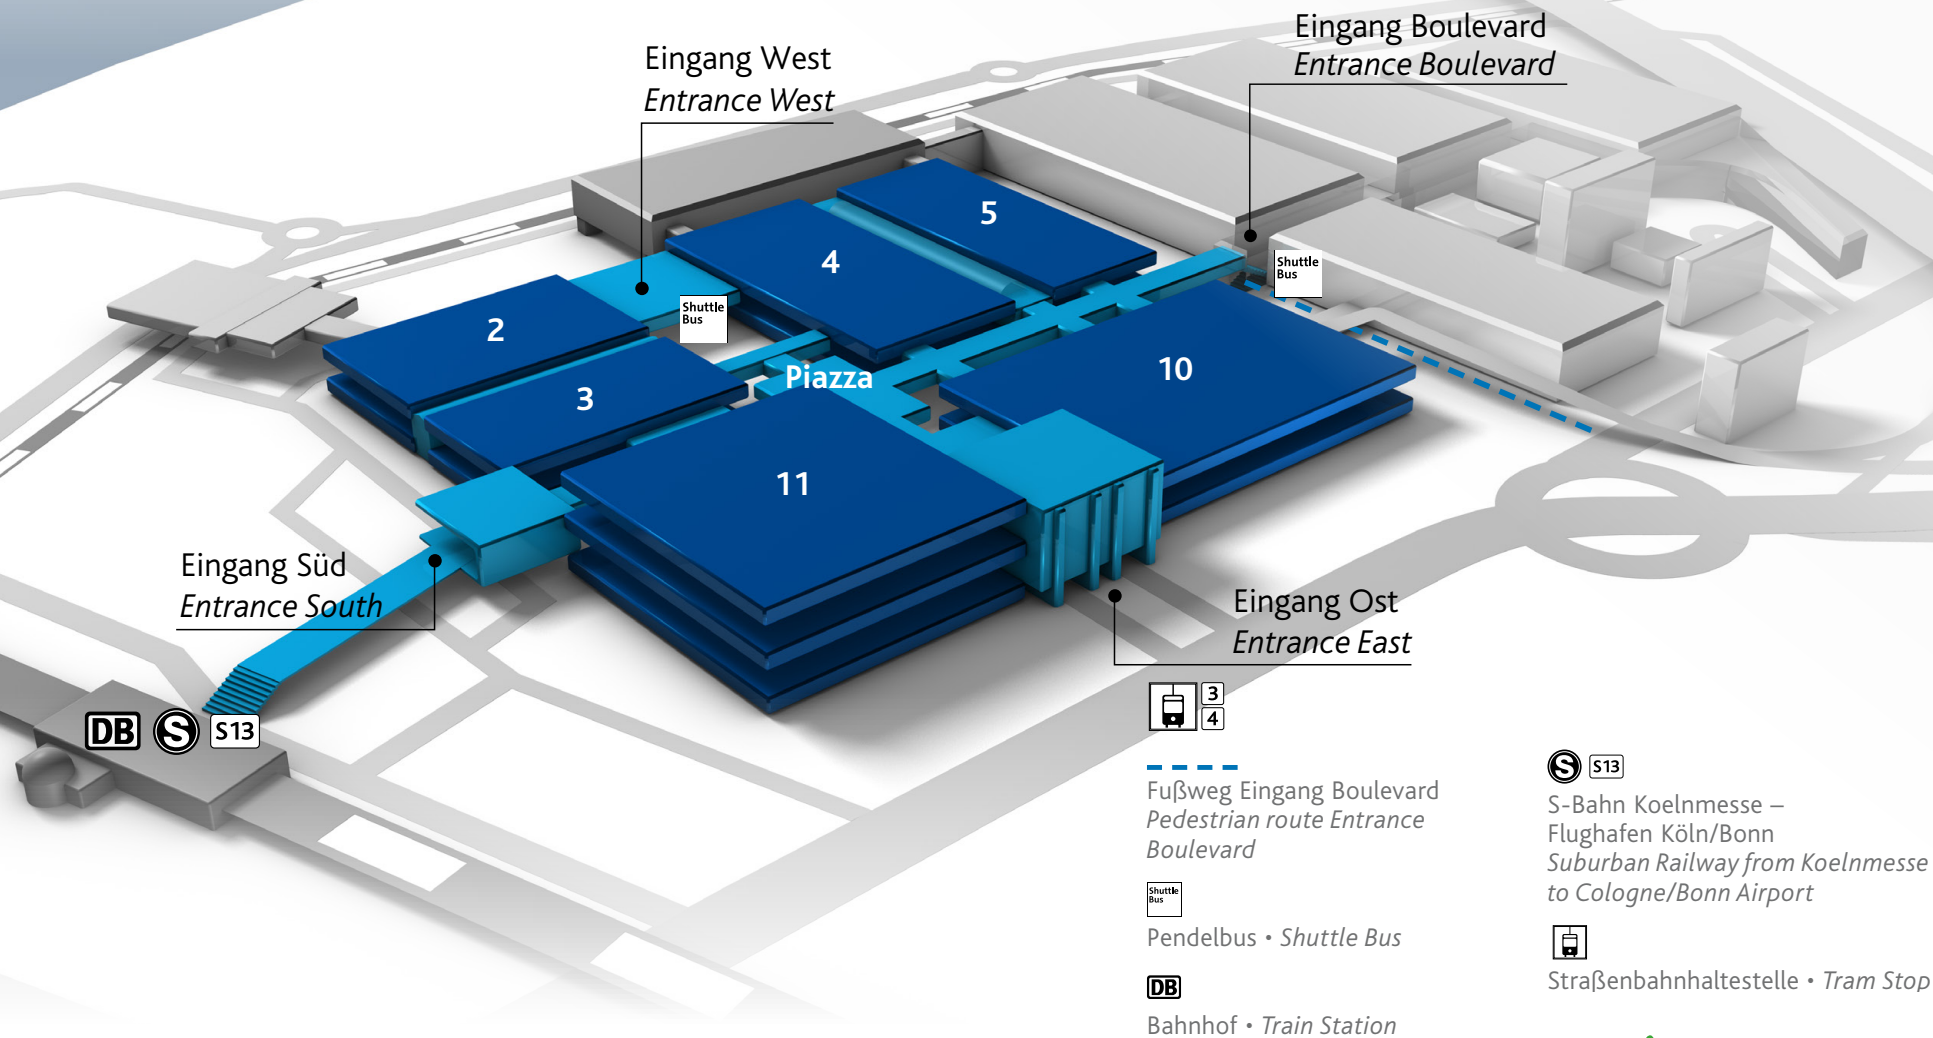 Eingang Boulevard
Entrance Boulevard
Eingang West
Entrance West
5
4
Shuttle
Bus
2
Shuttle
Bus
3
Piazza
10
11
Eingang Süd
Entrance South
Eingang Ost
Entrance East
DB S S13
3
4
Fußweg Eingang Boulevard
Pedestrian route Entrance
Boulevard
Shuttle
Bus
Pendelbus • Shuttle Bus
DB
Bahnhof • Train Station
S S13
S-Bahn Koelnmesse –
Flughafen Köln/Bonn
Suburban Railway from Koelnmesse
to Cologne/Bonn Airport
Straßenbahnhaltestelle • Tram Stop